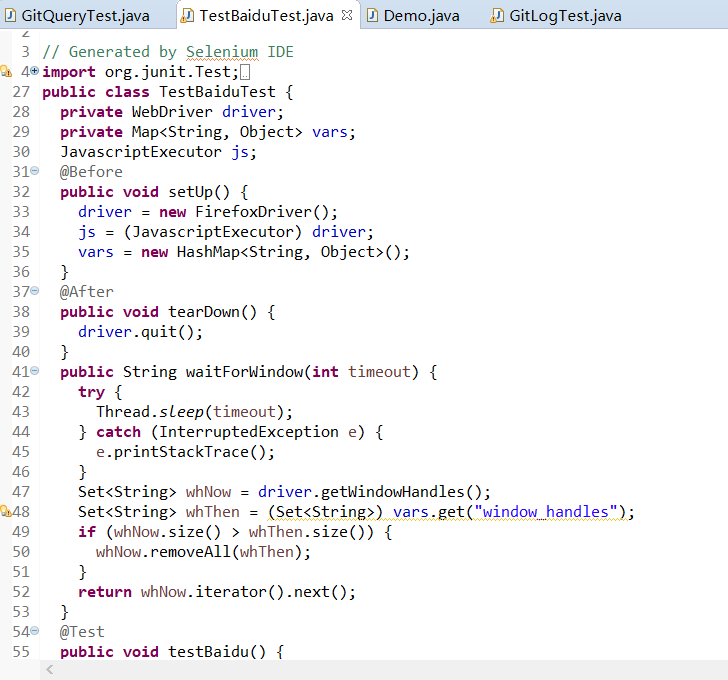 GitQueryTest.java TestBaiduTest.java Demo.java GitLogTest.java
2
3 // Generated by Selenium IDE
4 import org.junit.Test;
27 public class TestBaiduTest {
28 private WebDriver driver;
29 private Map<String, Object> vars;
30 JavascriptExecutor js;
31 @Before
32 public void setUp() {
33 driver = new FirefoxDriver();
34 js = (JavascriptExecutor) driver;
35 vars = new HashMap<String, Object>();
36 }
37 @After
38 public void tearDown() {
39 driver.quit();
40 }
41 public String waitForWindow(int timeout) {
42 try {
43 Thread.sleep(timeout);
44 } catch (InterruptedException e) {
45 e.printStackTrace();
46 }
47 Set<String> whNow = driver.getWindowHandles();
48 Set<String> whThen = (Set<String>) vars.get("window_handles");
49 if (whNow.size() > whThen.size()) {
50 whNow.removeAll(whThen);
51 }
52 return whNow.iterator().next();
53 }
54 @Test
55 public void testBaidu() {